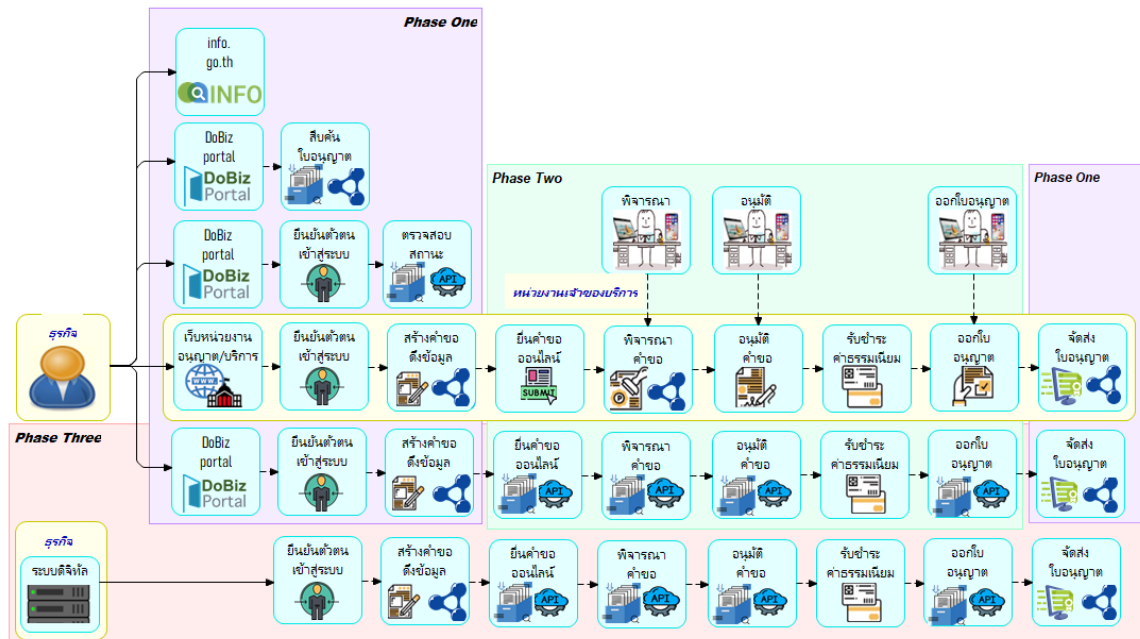 Phase One
info.
go.th
INFO
DoBiz
portal
DoBiz
Portal
สืบค้น
ใบอนุญาต
Phase Two
Phase One
พิจารณา
อนุมัติ
ออกใบอนุญาต
DoBiz
portal
DoBiz
Portal
ยืนยันตัวตน
เข้าสู่ระบบ
ตรวจสอบ
สถานะ
API
หน่วยงานเจ้าของบริการ
ธุรกิจ
เว็บหน่วยงาน
อนุญาต/บริการ
WWW.
ยืนยันตัวตน
เข้าสู่ระบบ
สร้างคำขอ
ดึงข้อมูล
ยื่นคำขอ
ออนไลน์
SUBMIT
พิจารณา
คำขอ
อนุมัติ
คำขอ
รับชำระ
ค่าธรรมเนียม
ออกใบ
อนุญาต
จัดส่ง
ใบอนุญาต
Phase Three
DoBiz
portal
DoBiz
Portal
ยืนยันตัวตน
เข้าสู่ระบบ
สร้างคำขอ
ดึงข้อมูล
ยื่นคำขอ
ออนไลน์
API
พิจารณา
คำขอ
API
อนุมัติ
คำขอ
API
รับชำระ
ค่าธรรมเนียม
ออกใบ
อนุญาต
API
จัดส่ง
ใบอนุญาต
ธุรกิจ
ระบบดิจิทัล
ยืนยันตัวตน
เข้าสู่ระบบ
สร้างคำขอ
ดึงข้อมูล
ยื่นคำขอ
ออนไลน์
API
พิจารณา
คำขอ
API
อนุมัติ
คำขอ
API
รับชำระ
ค่าธรรมเนียม
ออกใบ
อนุญาต
API
จัดส่ง
ใบอนุญาต